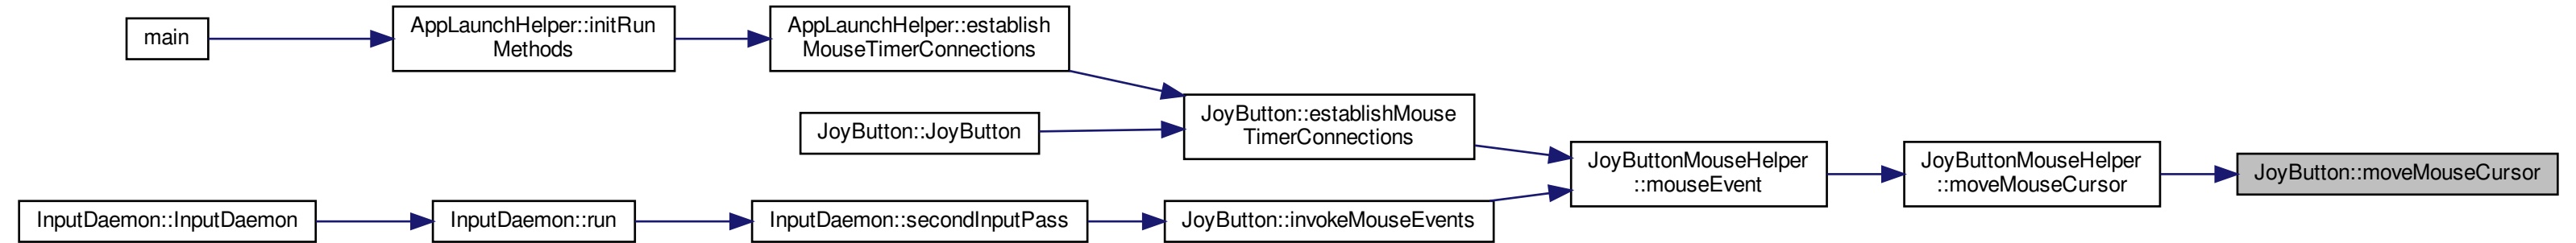 main
AppLaunchHelper::initRun
Methods
AppLaunchHelper::establish
MouseTimerConnections
JoyButton::JoyButton
JoyButton::establishMouse
TimerConnections
JoyButtonMouseHelper
::mouseEvent
JoyButtonMouseHelper
::moveMouseCursor
JoyButton::moveMouseCursor
InputDaemon::InputDaemon
InputDaemon::run
InputDaemon::secondInputPass
JoyButton::invokeMouseEvents